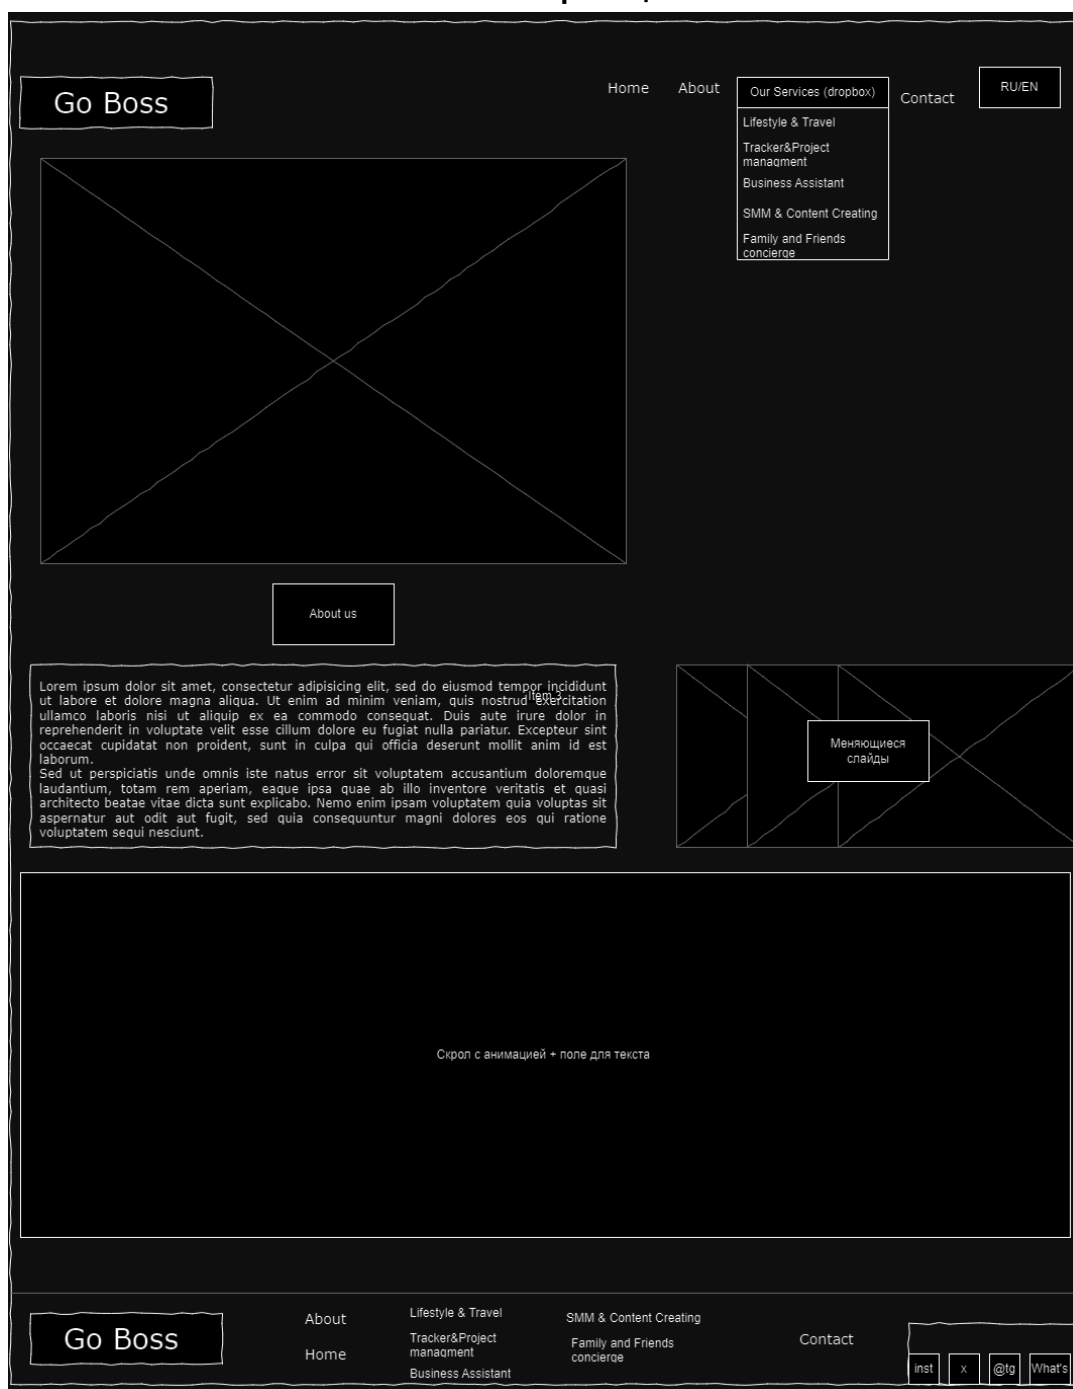 Go Boss
Home
About
Our Services (dropbox)
Contact
RU/EN
Lifestyle & Travel
Tracker&Project
managment
Business Assistant
SMM & Content Creating
Family and Friends
concierge
About us
Lorem ipsum dolor sit amet, consectetur adipisicing elit, sed do eiusmod tempor incididunt
ut labore et dolore magna aliqua. Ut enim ad minim veniam, quis nostrud exercitation
ullamco laboris nisi ut aliquip ex ea commodo consequat. Duis aute irure dolor in
reprehenderit in voluptate velit esse cillum dolore eu fugiat nulla pariatur. Excepteur sint
occaecat cupidatat non proident, sunt in culpa qui officia deserunt mollit anim id est
laborum.
Sed ut perspiciatis unde omnis iste natus error sit voluptatem accusantium doloremque
laudantium, totam rem aperiam, eaque ipsa quae ab illo inventore veritatis et quasi
architecto beatae vitae dicta sunt explicabo. Nemo enim ipsam voluptatem quia voluptas sit
aspernatur aut odit aut fugit, sed quia consequuntur magni dolores eos qui ratione
voluptatem sequi nesciunt.
Item 3
Меняющиеся
слайды
Скрол с анимацией + поле для текста
Go Boss
About
Home
Lifestyle & Travel
Tracker&Project
managment
Business Assistant
SMM & Content Creating
Family and Friends
concierge
Contact
inst
x
@tg
What's